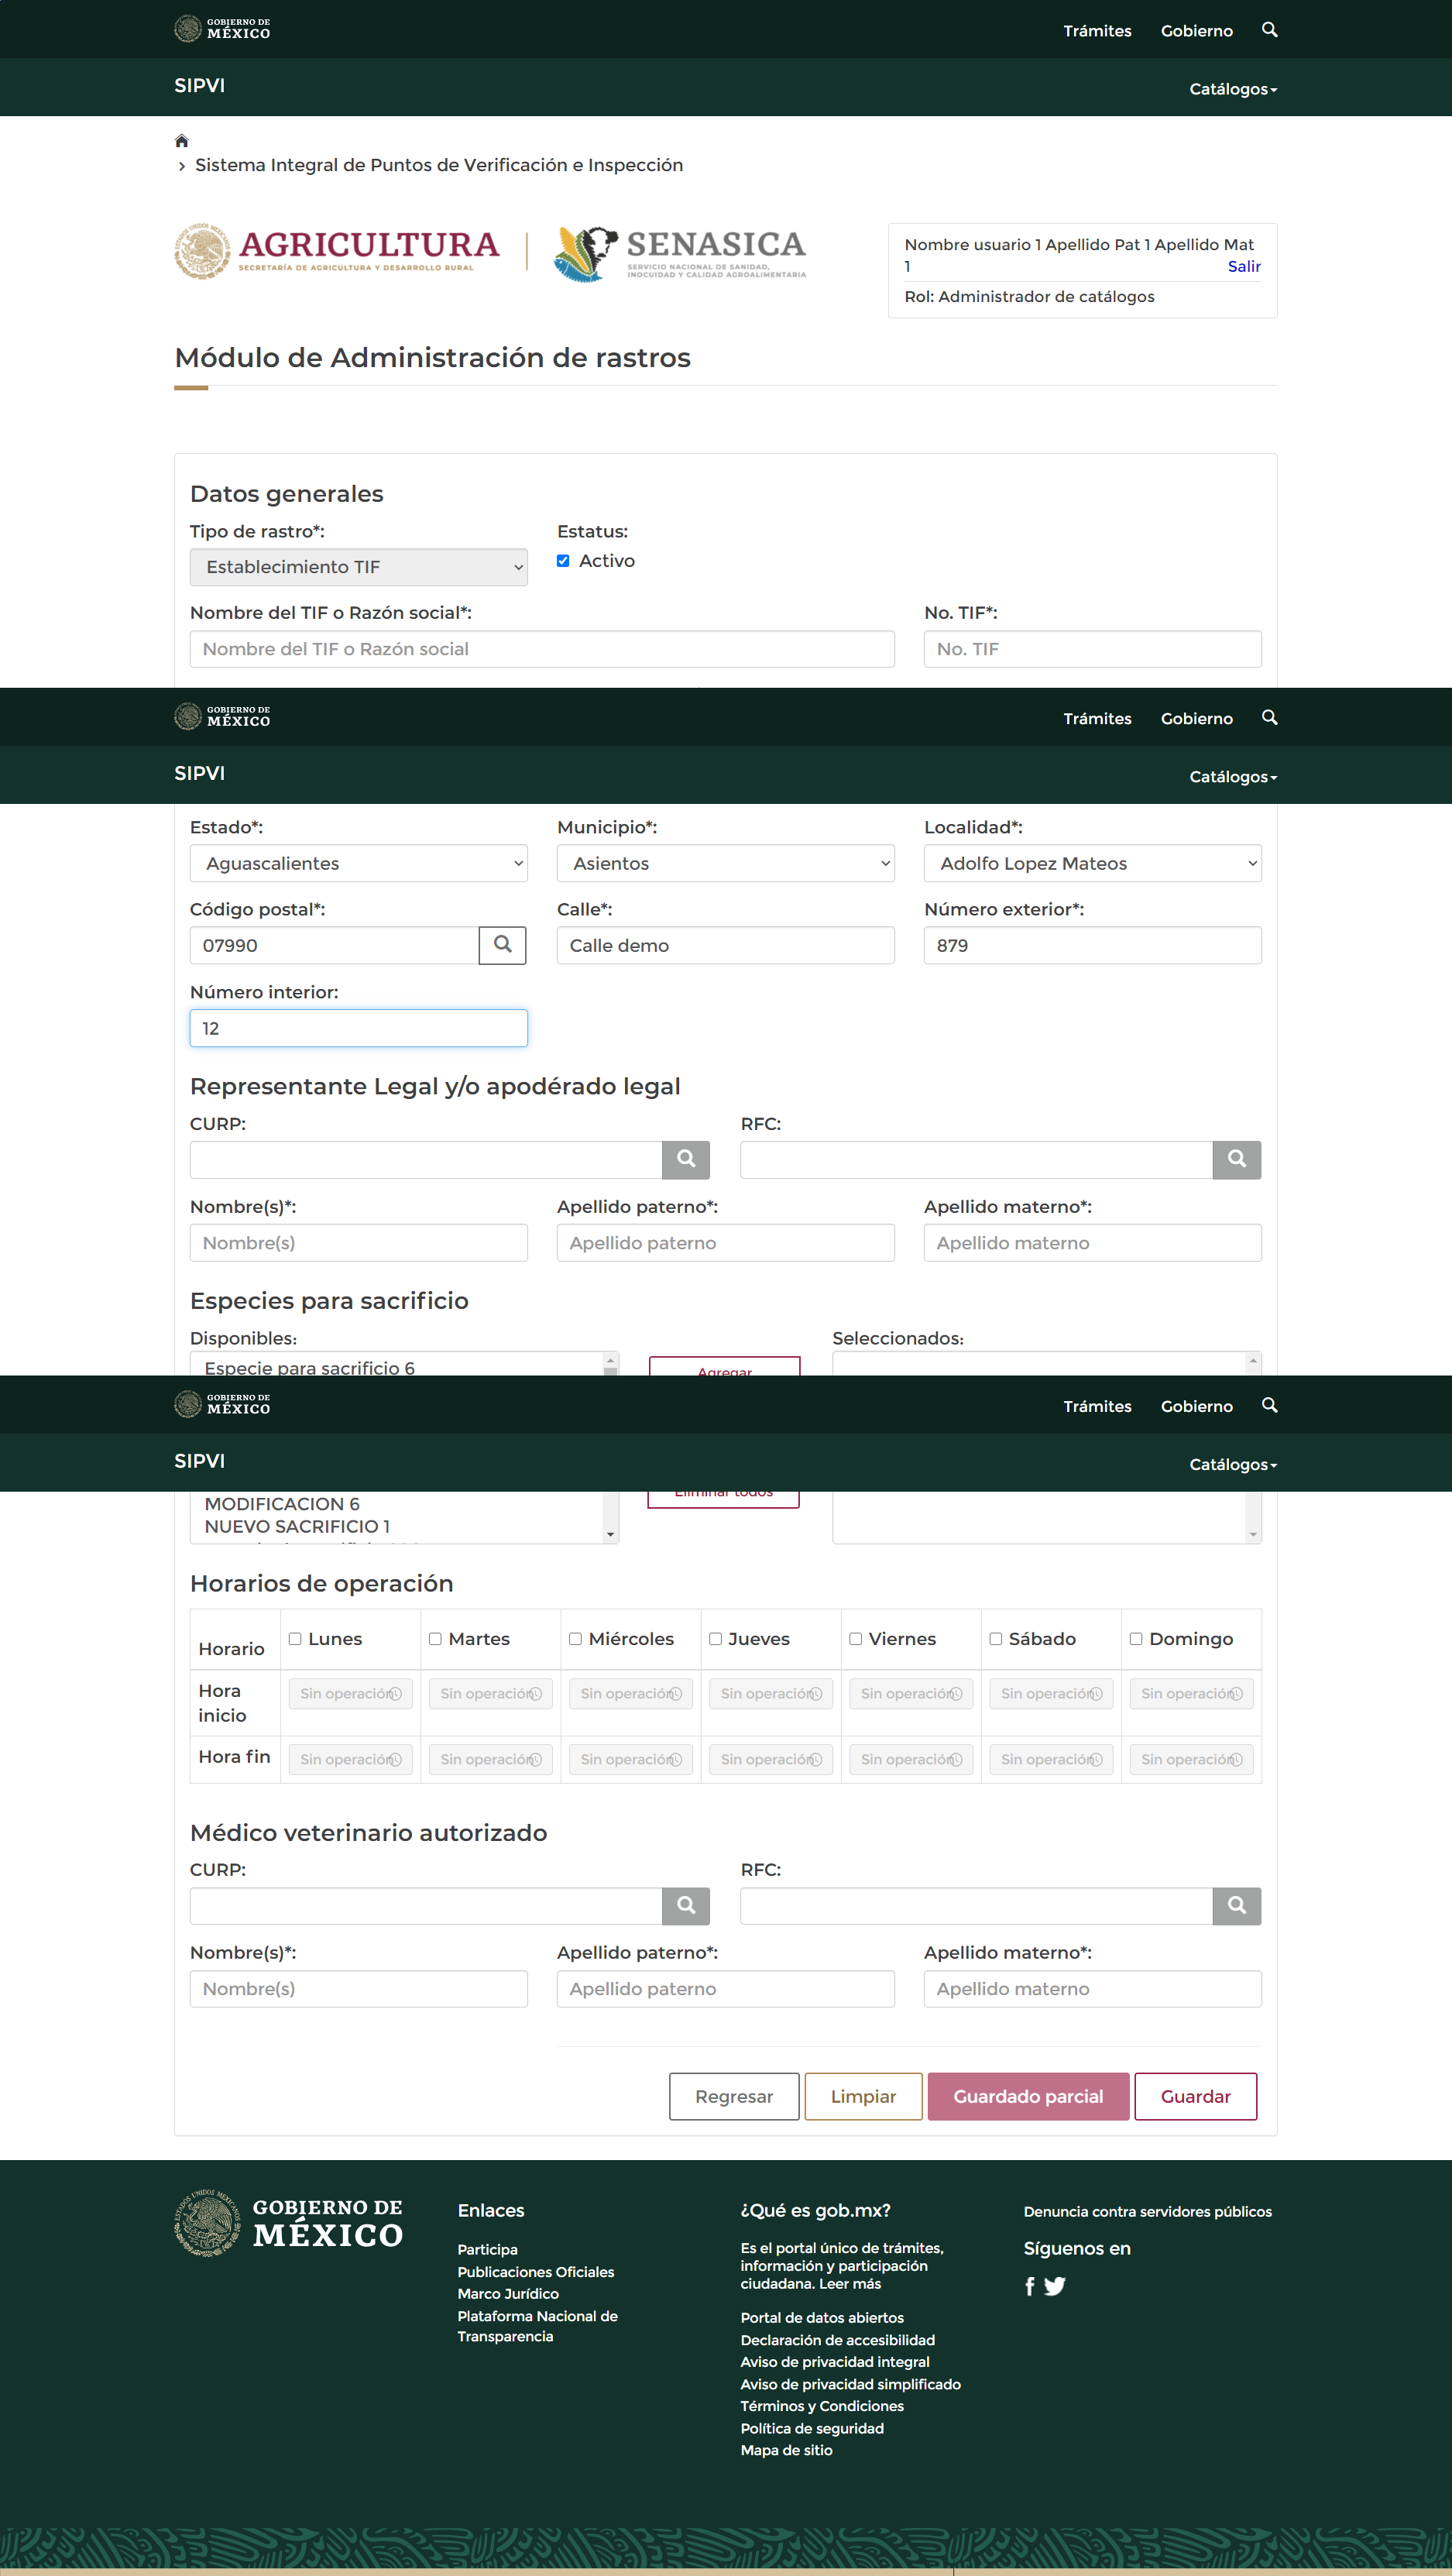 GOBIERNO DE
MÉXICO
Trámites Gobierno
SIPVI
Catálogos
Sistema Integral de Puntos de Verificación e Inspección
AGRICULTURA
SECRETARÍA DE AGRICULTURA Y DESARROLLO RURAL
SENASICA
SERVICIO NACIONAL DE SANIDAD,
INOCUIDAD Y CALIDAD AGROALIMENTARIA
Nombre usuario 1 Apellido Pat 1 Apellido Mat
1 Salir
Rol: Administrador de catálogos
Módulo de Administración de rastros
Datos generales
Tipo de rastro*: Estatus:
Establecimiento TIF Activo
Nombre del TIF o Razón social*: No. TIF*:
Nombre del TIF o Razón social No. TIF
GOBIERNO DE
MÉXICO
Trámites Gobierno
SIPVI
Catálogos
Estado*: Municipio*: Localidad*:
Aguascalientes Asientos Adolfo Lopez Mateos
Código postal*: Calle*: Número exterior*:
07990 Calle demo 879
Número interior:
12
Representante Legal y/o apodérado legal
CURP: RFC:
Nombre(s)*: Apellido paterno*: Apellido materno*:
Nombre(s) Apellido paterno Apellido materno
Especies para sacrificio
Disponibles: Seleccionados:
Especie para sacrificio 6 Agregar
GOBIERNO DE
MÉXICO
Trámites Gobierno
SIPVI
Catálogos
Eliminar todos
MODIFICACION 6
NUEVO SACRIFICIO 1
Horarios de operación
Horario Lunes Martes Miércoles Jueves Viernes Sábado Domingo
Hora inicio Sin operación Sin operación Sin operación Sin operación Sin operación Sin operación Sin operación
Hora fin Sin operación Sin operación Sin operación Sin operación Sin operación Sin operación Sin operación
Médico veterinario autorizado
CURP: RFC:
Nombre(s)*: Apellido paterno*: Apellido materno*:
Nombre(s) Apellido paterno Apellido materno
Regresar Limpiar Guardado parcial Guardar
GOBIERNO DE
MÉXICO
Enlaces
Participa
Publicaciones Oficiales
Marco Jurídico
Plataforma Nacional de
Transparencia
¿Qué es gob.mx?
Es el portal único de trámites,
información y participación
ciudadana. Leer más
Portal de datos abiertos
Declaración de accesibilidad
Aviso de privacidad integral
Aviso de privacidad simplificado
Términos y Condiciones
Política de seguridad
Mapa de sitio
Denuncia contra servidores públicos
Síguenos en